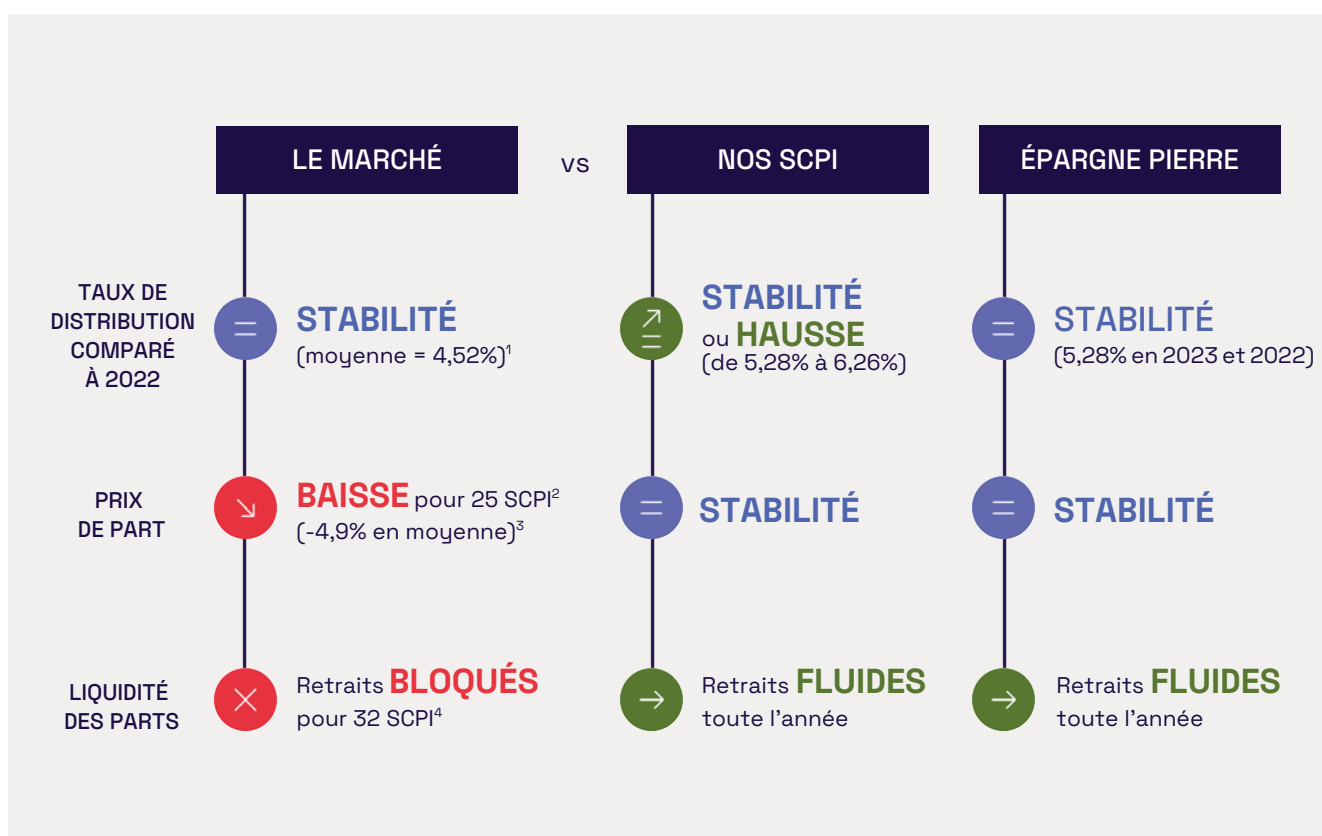 LE MARCHÉ
vs
NOS SCPI
ÉPARGNE PIERRE
TAUX DE
DISTRIBUTION
COMPARÉ
À 2022
STABILITÉ
(moyenne = 4,52%)¹
STABILITÉ
ou HAUSSE
(de 5,28% à 6,26%)
STABILITÉ
(5,28% en 2023 et 2022)
PRIX
DE PART
BAISSE pour 25 SCPI²
(-4,9% en moyenne)³
STABILITÉ
STABILITÉ
LIQUIDITÉ
DES PARTS
Retraits BLOQUÉS
pour 32 SCPI⁴
Retraits FLUIDES
toute l'année
Retraits FLUIDES
toute l'année